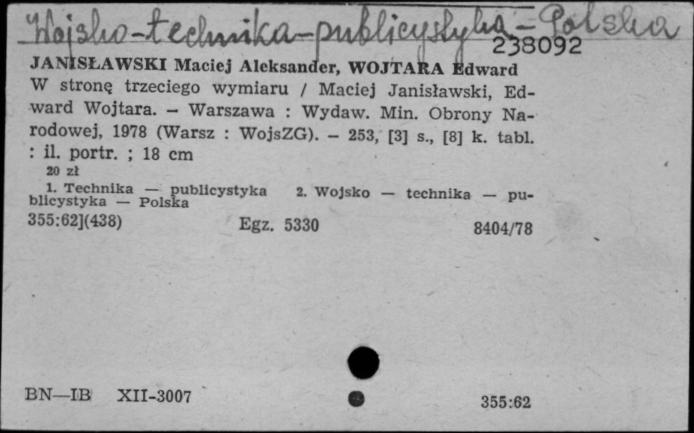 Wojsko-technika-publicystyka-Polska
238092
JANISŁAWSKI Maciej Aleksander, WOJTARA Edward
W stronę trzeciego wymiaru / Maciej Janisławski, Ed-
ward Wojtara. — Warszawa : Wydaw. Min. Obrony Na-
rodowej, 1978 (Warsz : WojsZG). — 253, [3] s., [8] k. tabl.
: il. portr. ; 18 cm
20 zł
1. Technika — publicystyka 2. Wojsko — technika — pu-
blicystyka — Polska
355:62](438) Egz. 5330 8404/78
BN—IB XII-3007 355:62